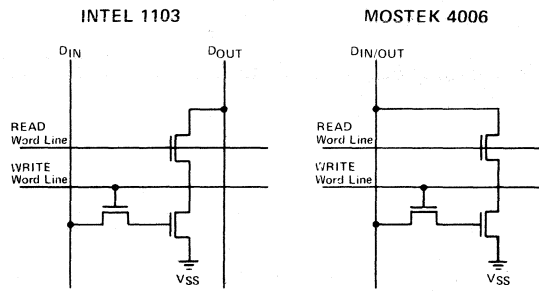 INTEL 1103
MOSTEK 4006
DIN
DOUT
DIN/OUT
READ
Word Line
WRITE
Word Line
VSS
READ
Word Line
WRITE
Word Line
VSS